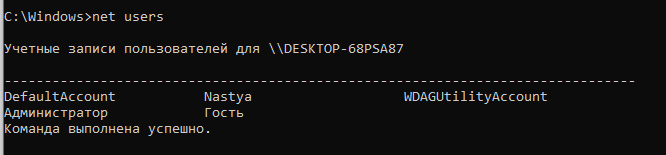 C:\Windows>net users
Учетные записи пользователей для \\DESKTOP-68PSA87
-------------------------------------------------------------------------------
DefaultAccount           Nastya                   WDAGUtilityAccount
Администратор            Гость
Команда выполнена успешно.